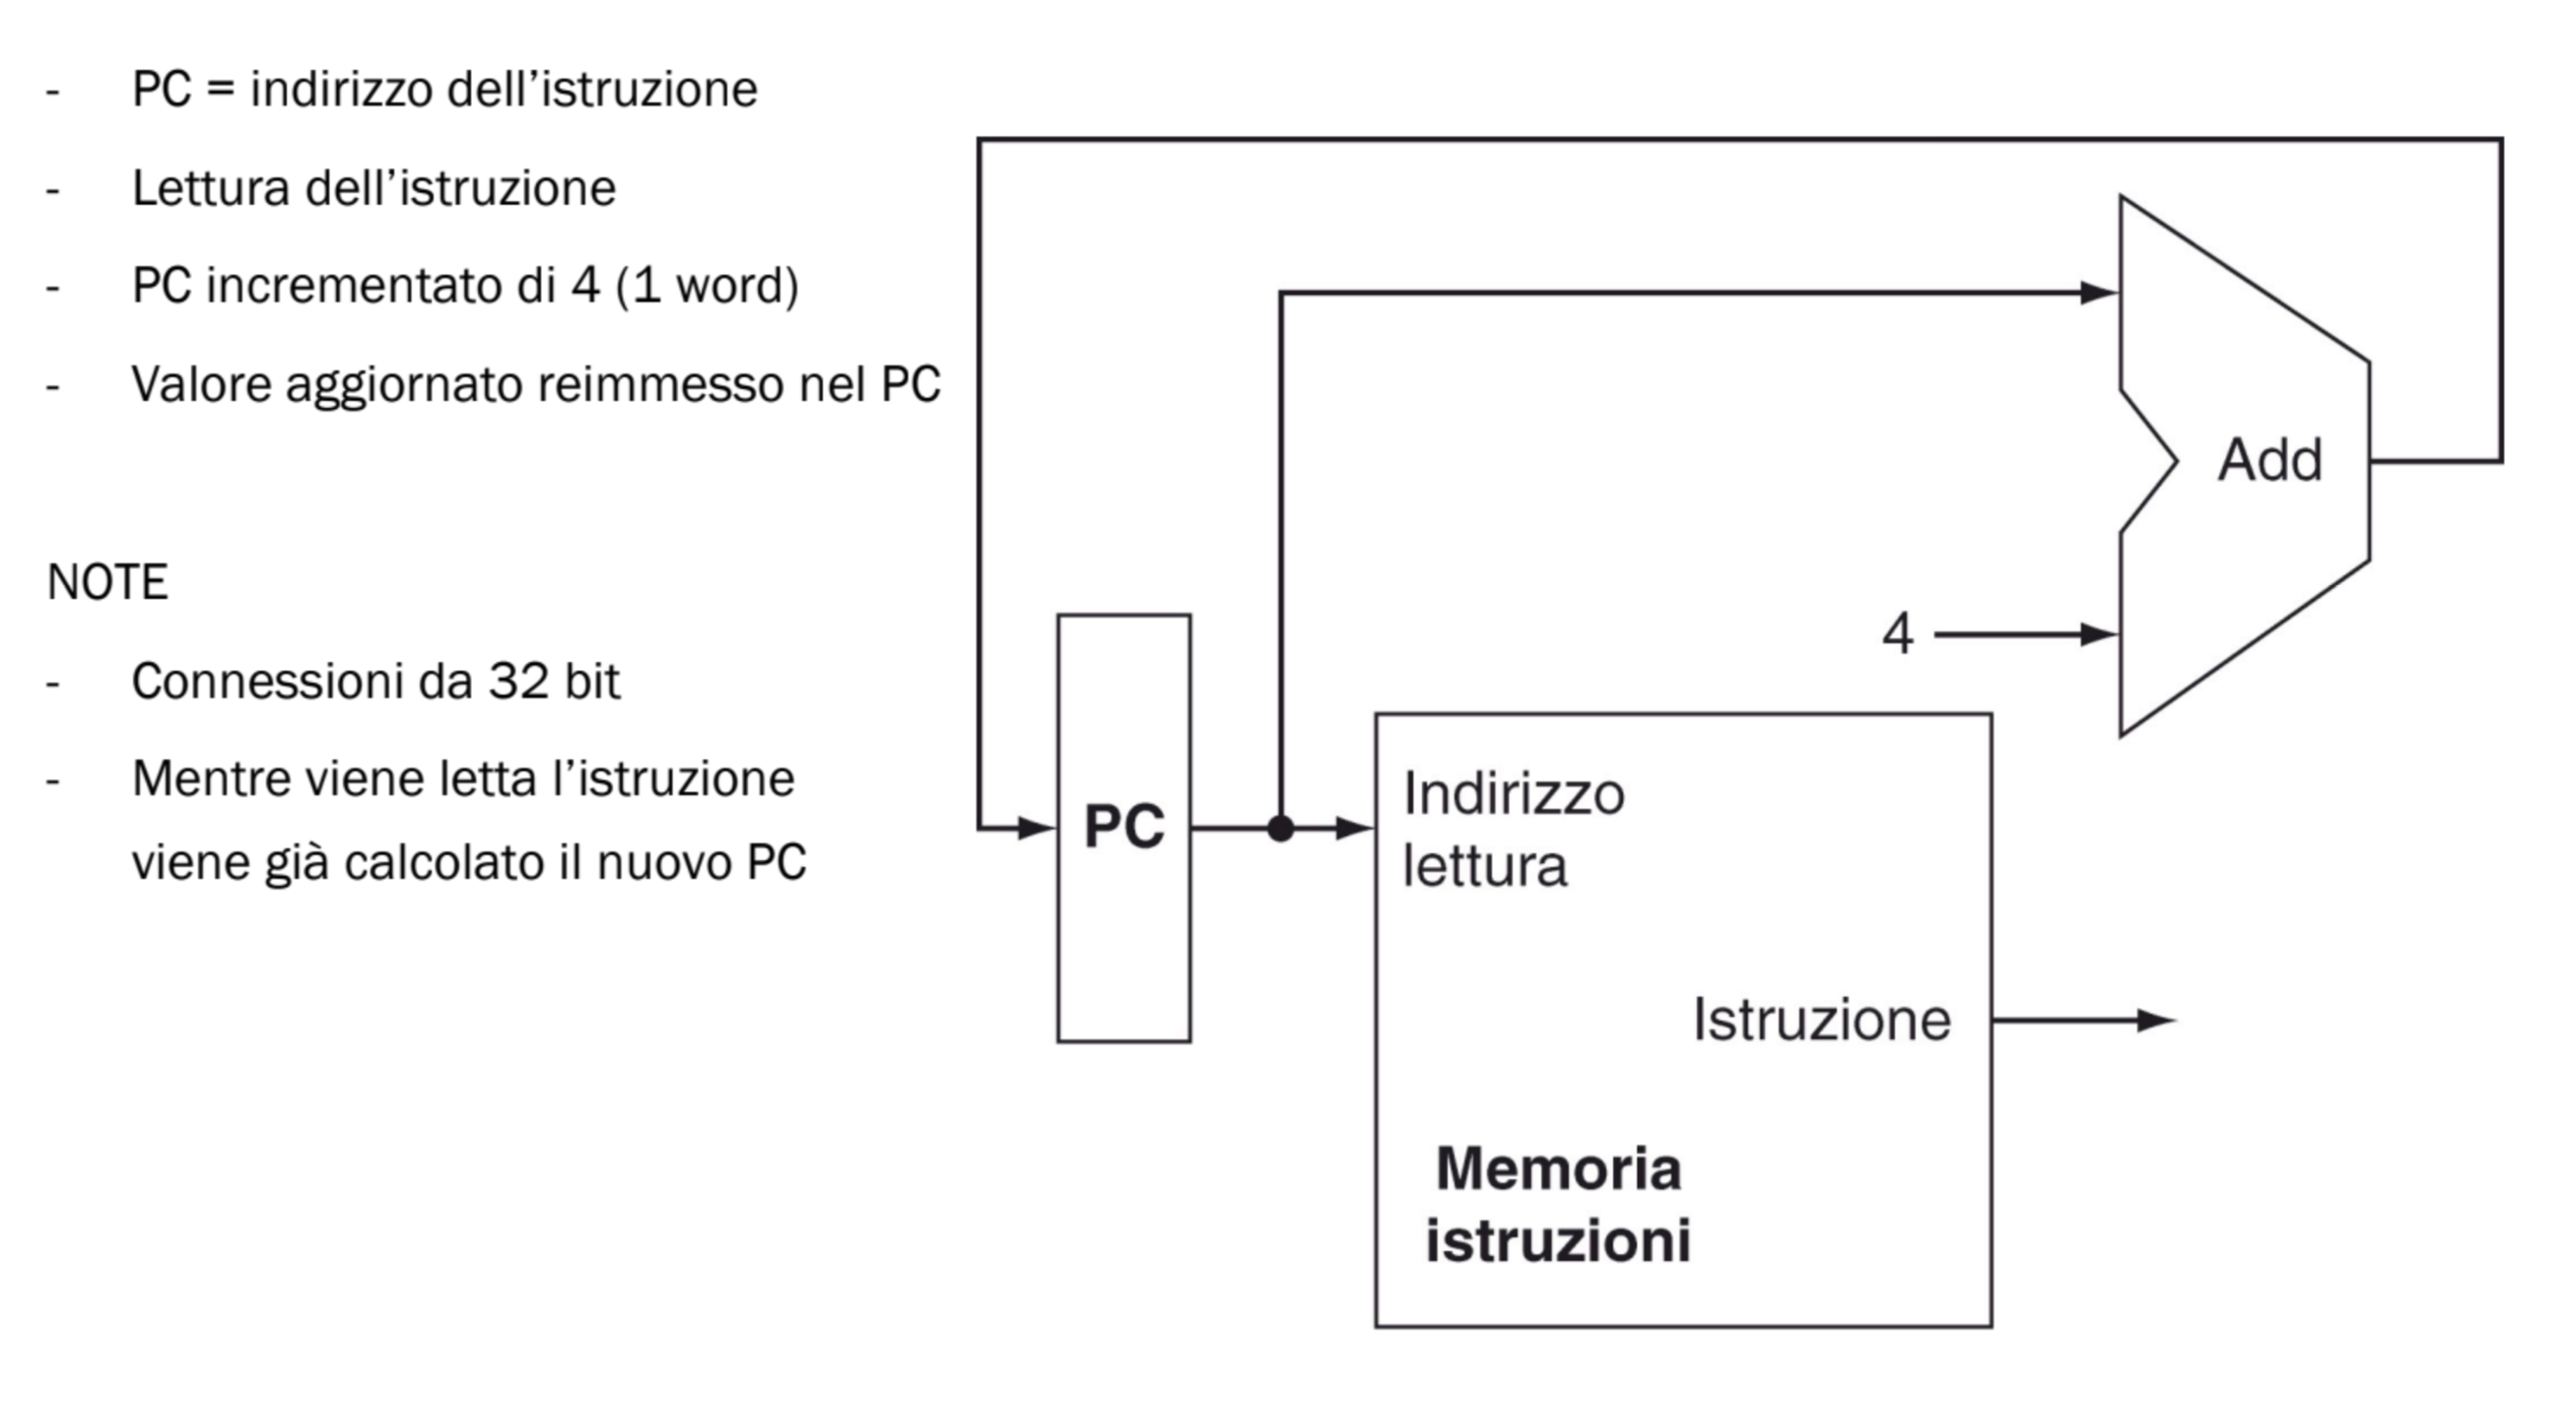 - PC = indirizzo dell'istruzione
- Lettura dell'istruzione
- PC incrementato di 4 (1 word)
- Valore aggiornato reimmesso nel PC
NOTE
- Connessioni da 32 bit
- Mentre viene letta l'istruzione
viene già calcolato il nuovo PC
Add
4
PC
Indirizzo
lettura
Istruzione
Memoria
istruzioni